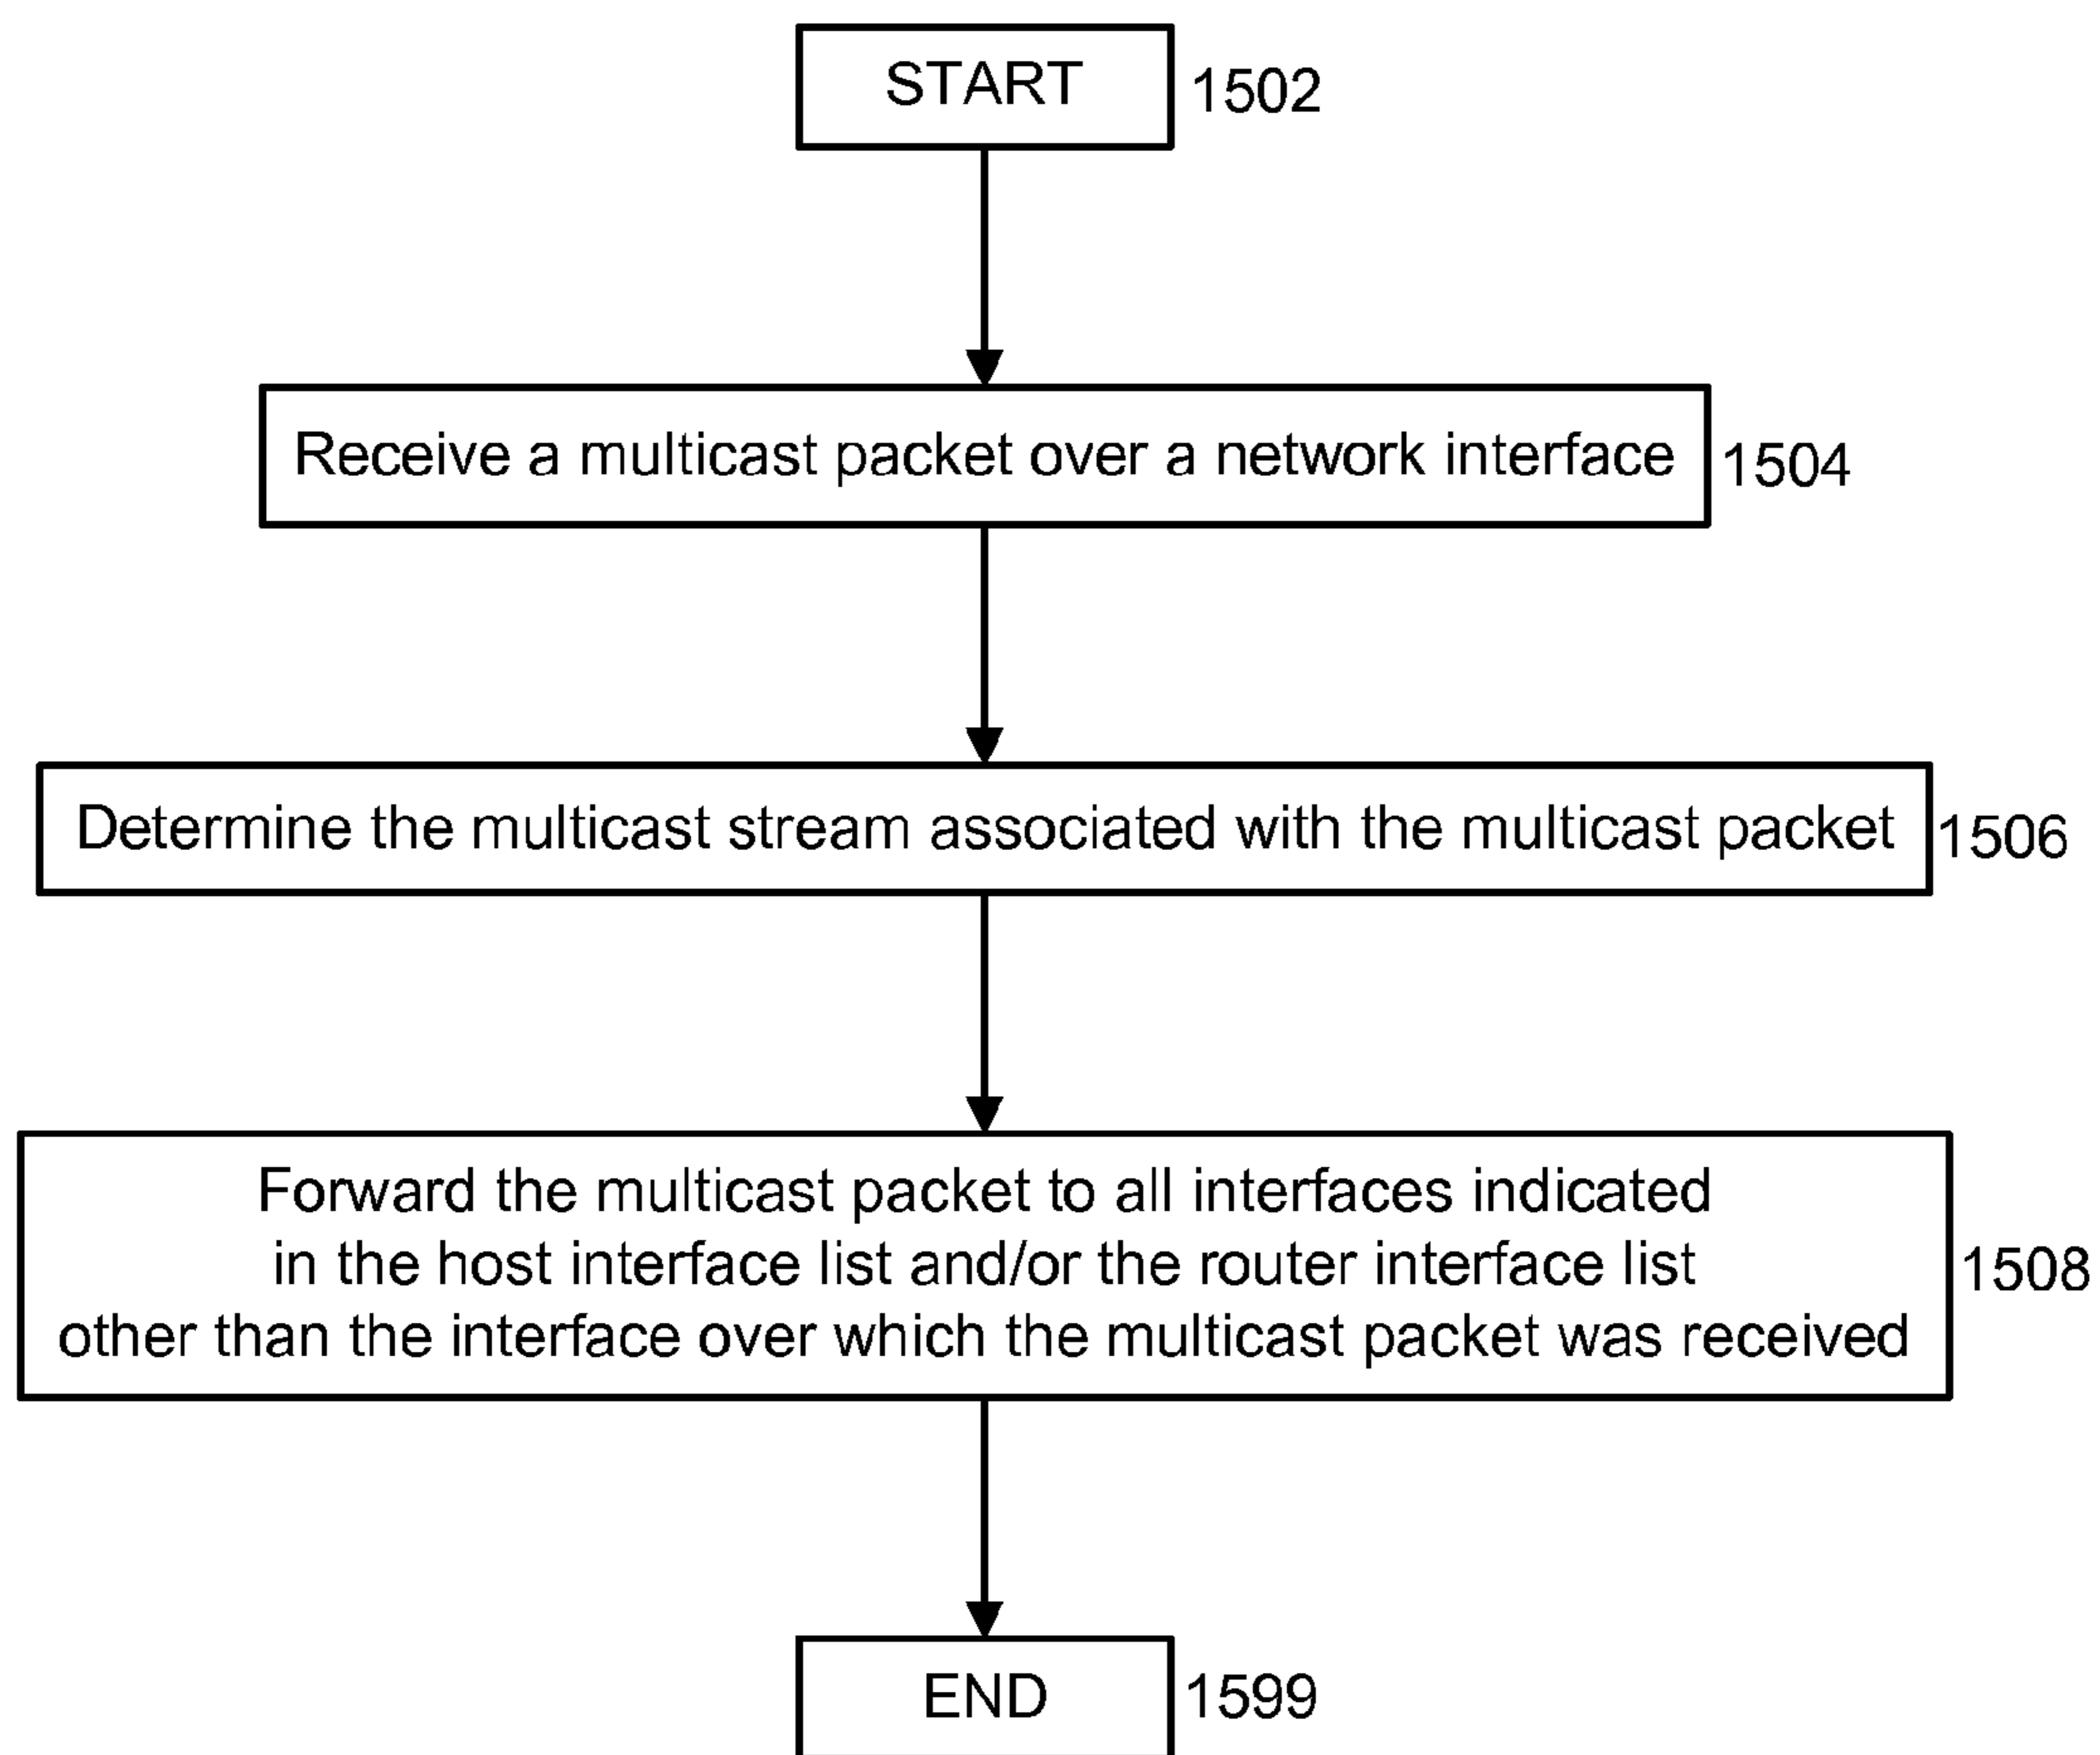 START
1502
Receive a multicast packet over a network interface
1504
Determine the multicast stream associated with the multicast packet
1506
Forward the multicast packet to all interfaces indicated
in the host interface list and/or the router interface list
other than the interface over which the multicast packet was received
1508
END
1599